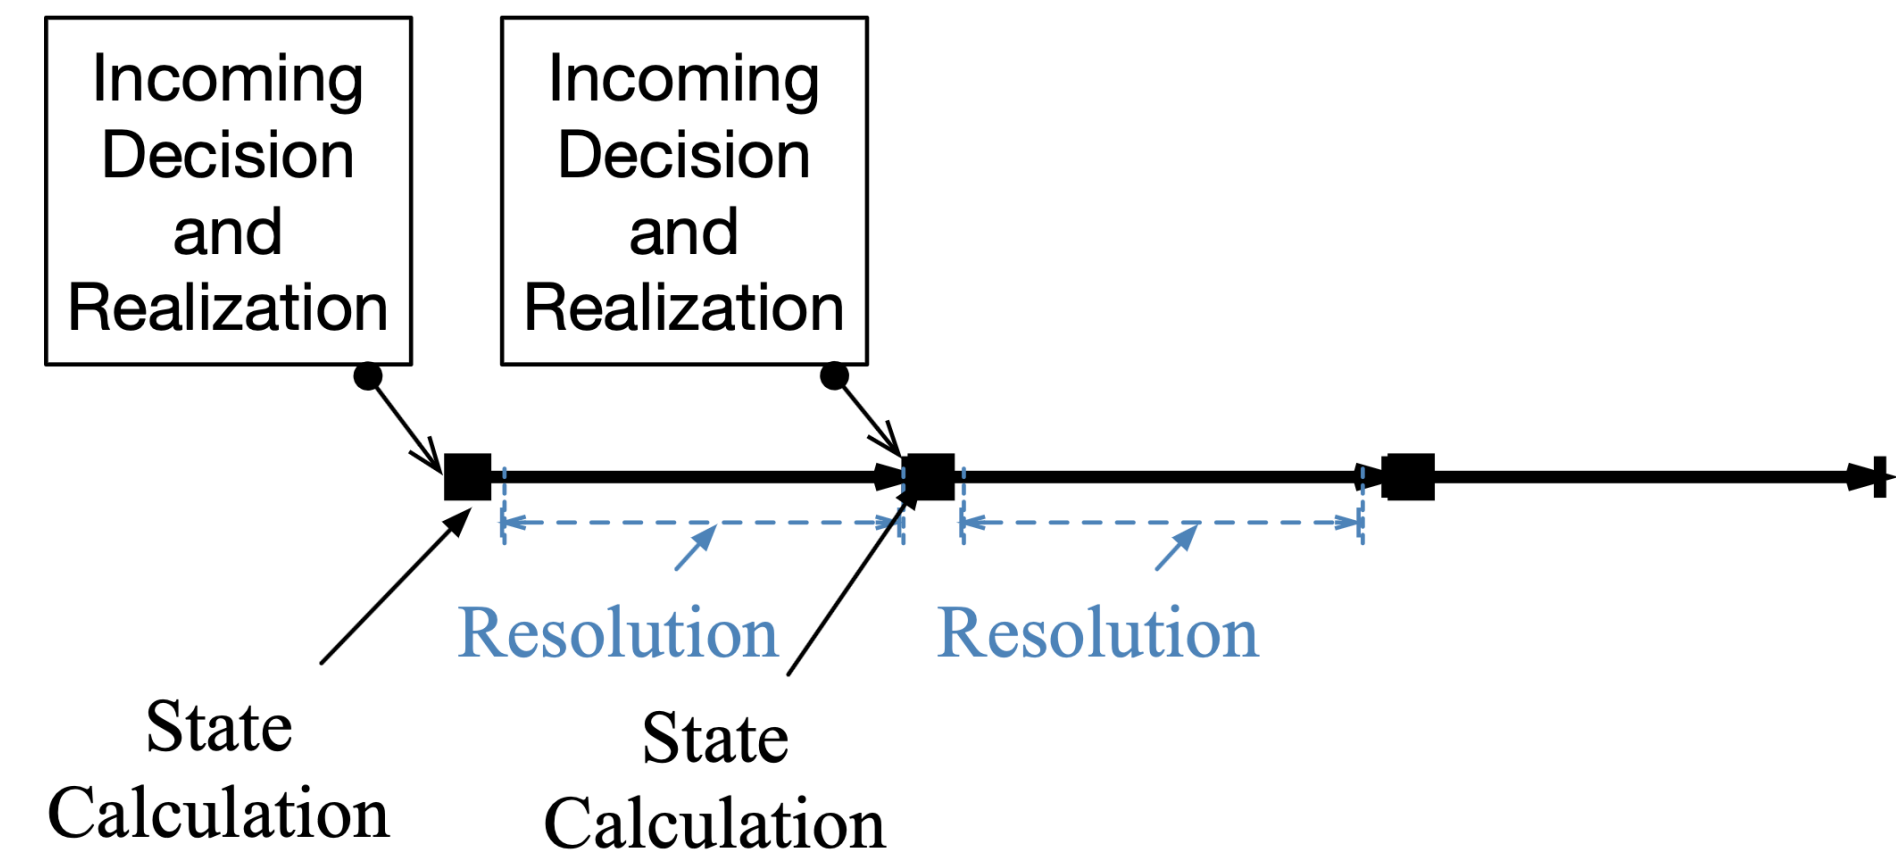 Incoming
Decision
and
Realization
Incoming
Decision
and
Realization
Resolution
Resolution
State
Calculation
State
Calculation